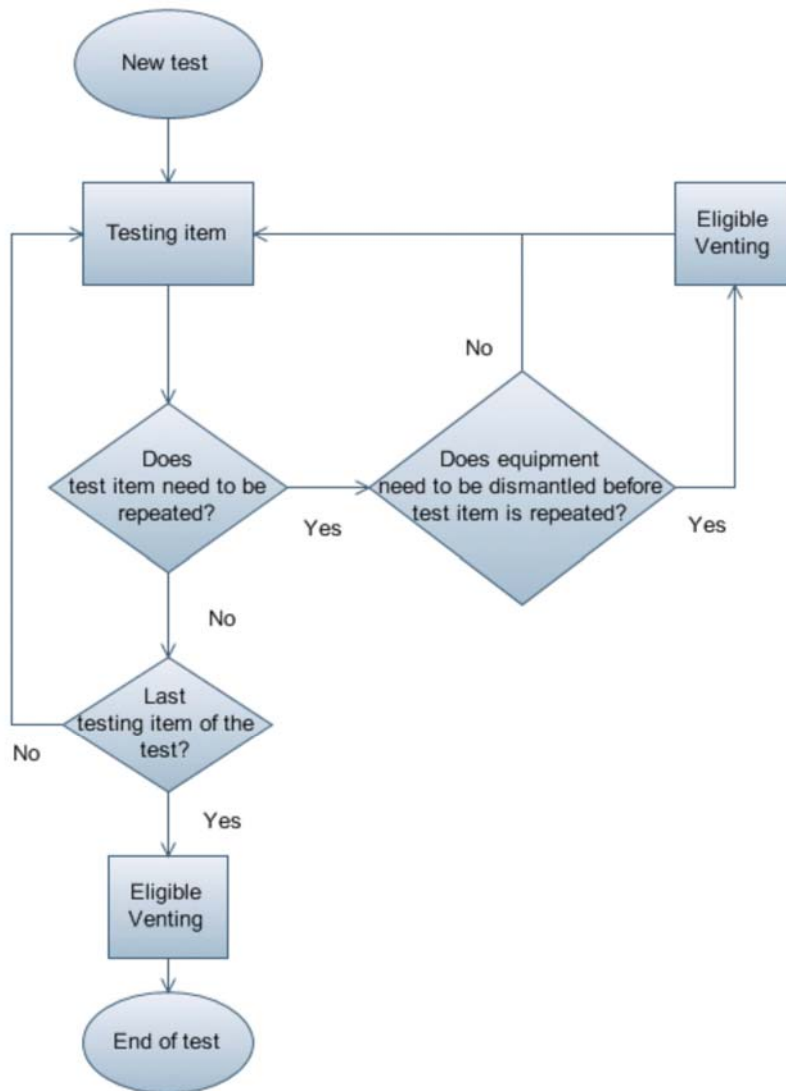 New test
Testing item
Eligible
Venting
No
Does
test item need to be
repeated?
Yes
Does equipment
need to be dismantled before
test item is repeated?
Yes
No
Last
testing item of the
test?
No
Yes
Eligible
Venting
End of test